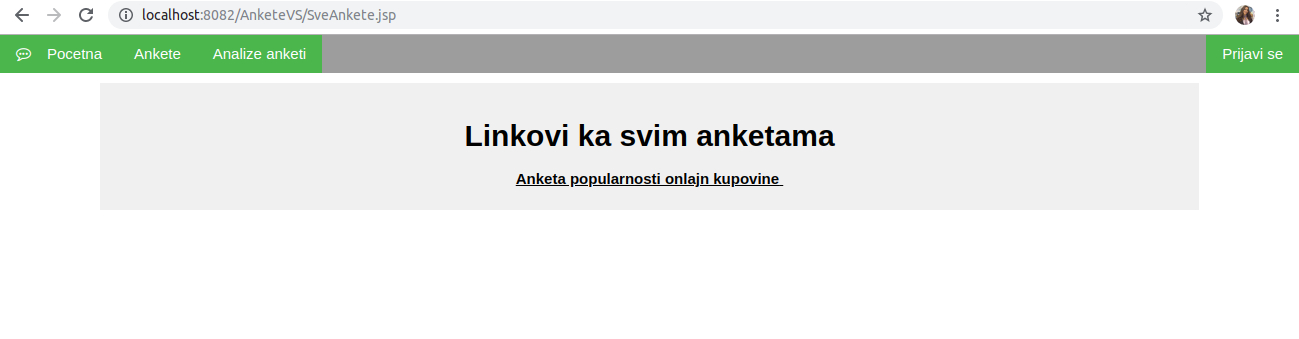 localhost:8082/AnketeVS/SveAnkete.jsp
Pocetna Ankete Analize anketi Prijavi se
Linkovi ka svim anketama
Anketa popularnosti onlajn kupovine